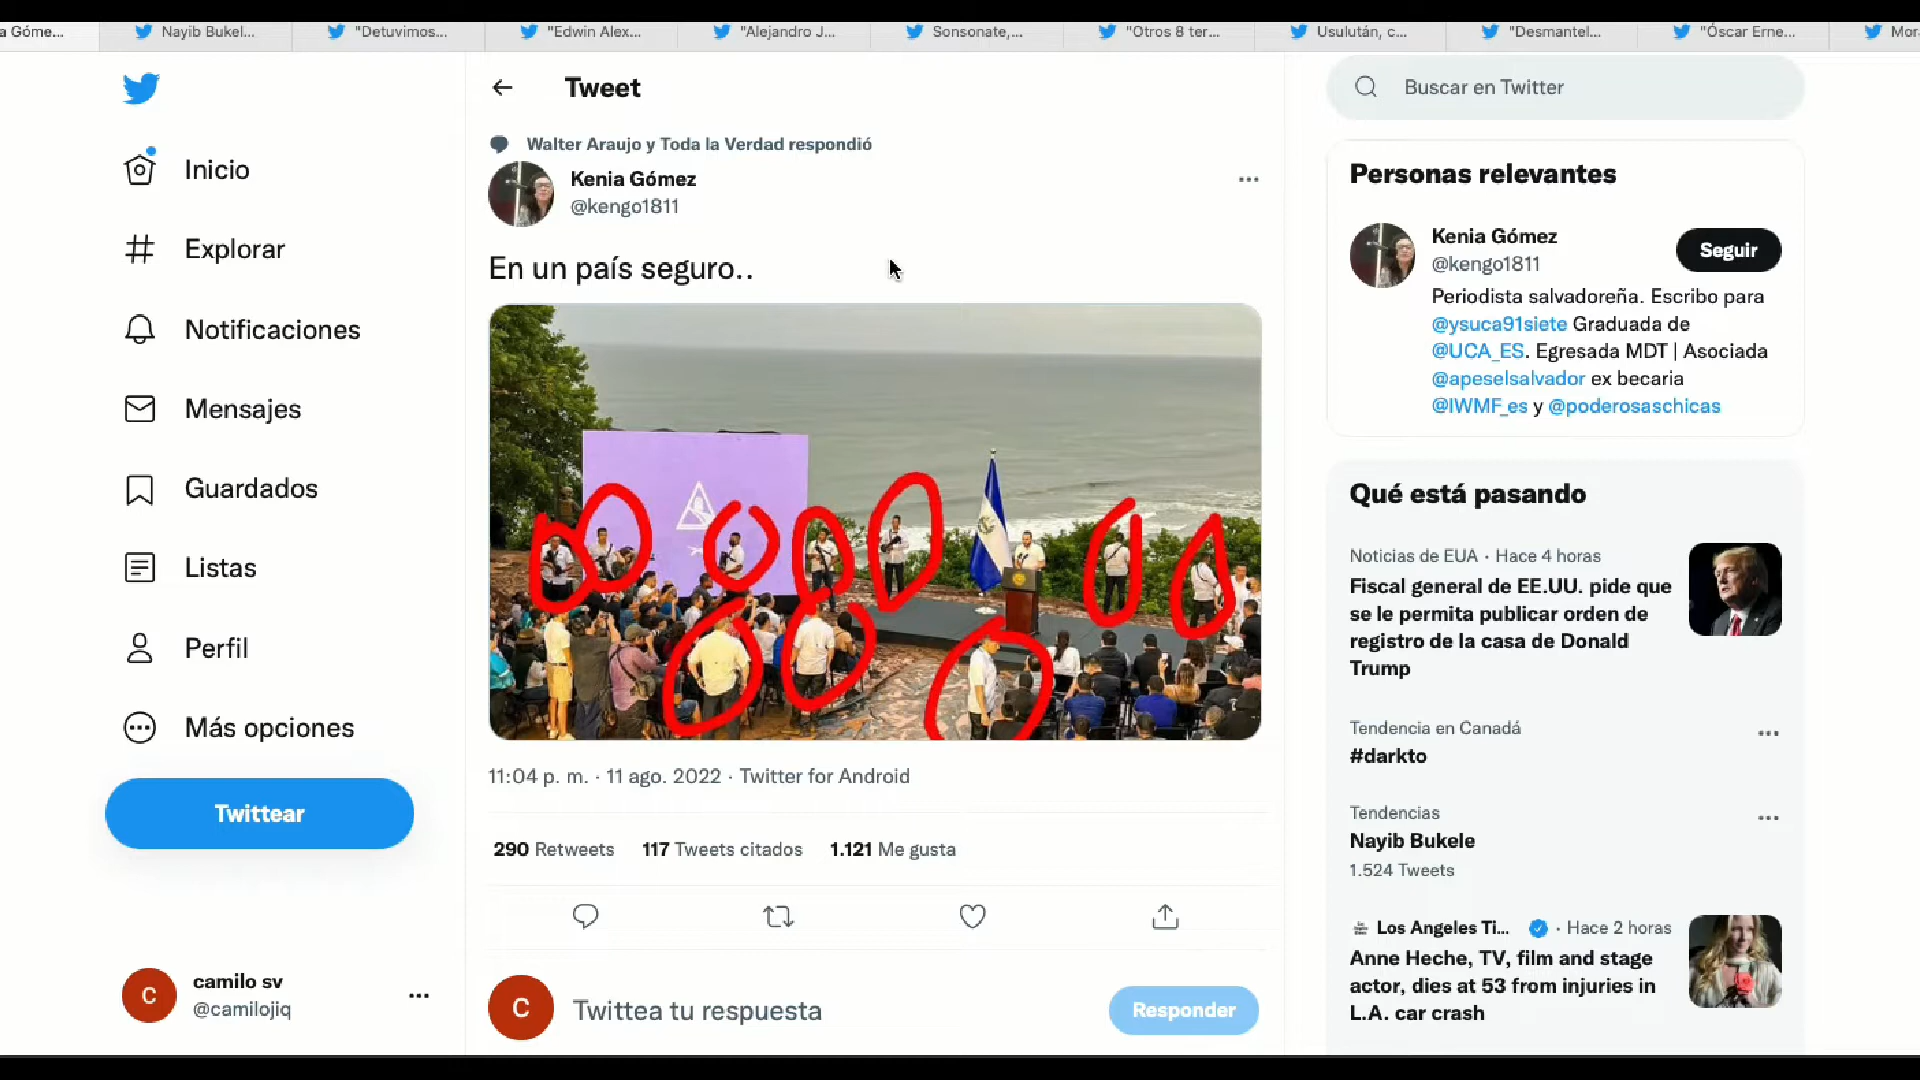 a Góme...
Nayib Bukel...
"Detuvimos...
"Edwin Alex...
"Alejandro J...
Sonsonate,...
"Otros 8 ter...
Usulután, c...
"Desmantel...
"Óscar Erne...
Mor
Tweet
Buscar en Twitter
Inicio
Explorar
Notificaciones
Mensajes
Guardados
Listas
Perfil
Más opciones
Twittear
camilo sv
@camilojiq
Walter Araujo y Toda la Verdad respondió
Kenia Gómez
@kengo1811
En un país seguro..
11:04 p. m. · 11 ago. 2022 · Twitter for Android
290 Retweets 117 Tweets citados 1.121 Me gusta
C
C
Twittea tu respuesta
Responder
Personas relevantes
Kenia Gómez
@kengo1811
Seguir
Periodista salvadoreña. Escribo para
@ysuca91siete Graduada de
@UCA_ES. Egresada MDT | Asociada
@apeselsalvador ex becaria
@IWMF_es y @poderosaschicas
Qué está pasando
Noticias de EUA · Hace 4 horas
Fiscal general de EE.UU. pide que
se le permita publicar orden de
registro de la casa de Donald
Trump
Tendencia en Canadá
#darkto
Tendencias
Nayib Bukele
1.524 Tweets
Los Angeles Ti... · Hace 2 horas
Anne Heche, TV, film and stage
actor, dies at 53 from injuries in
L.A. car crash